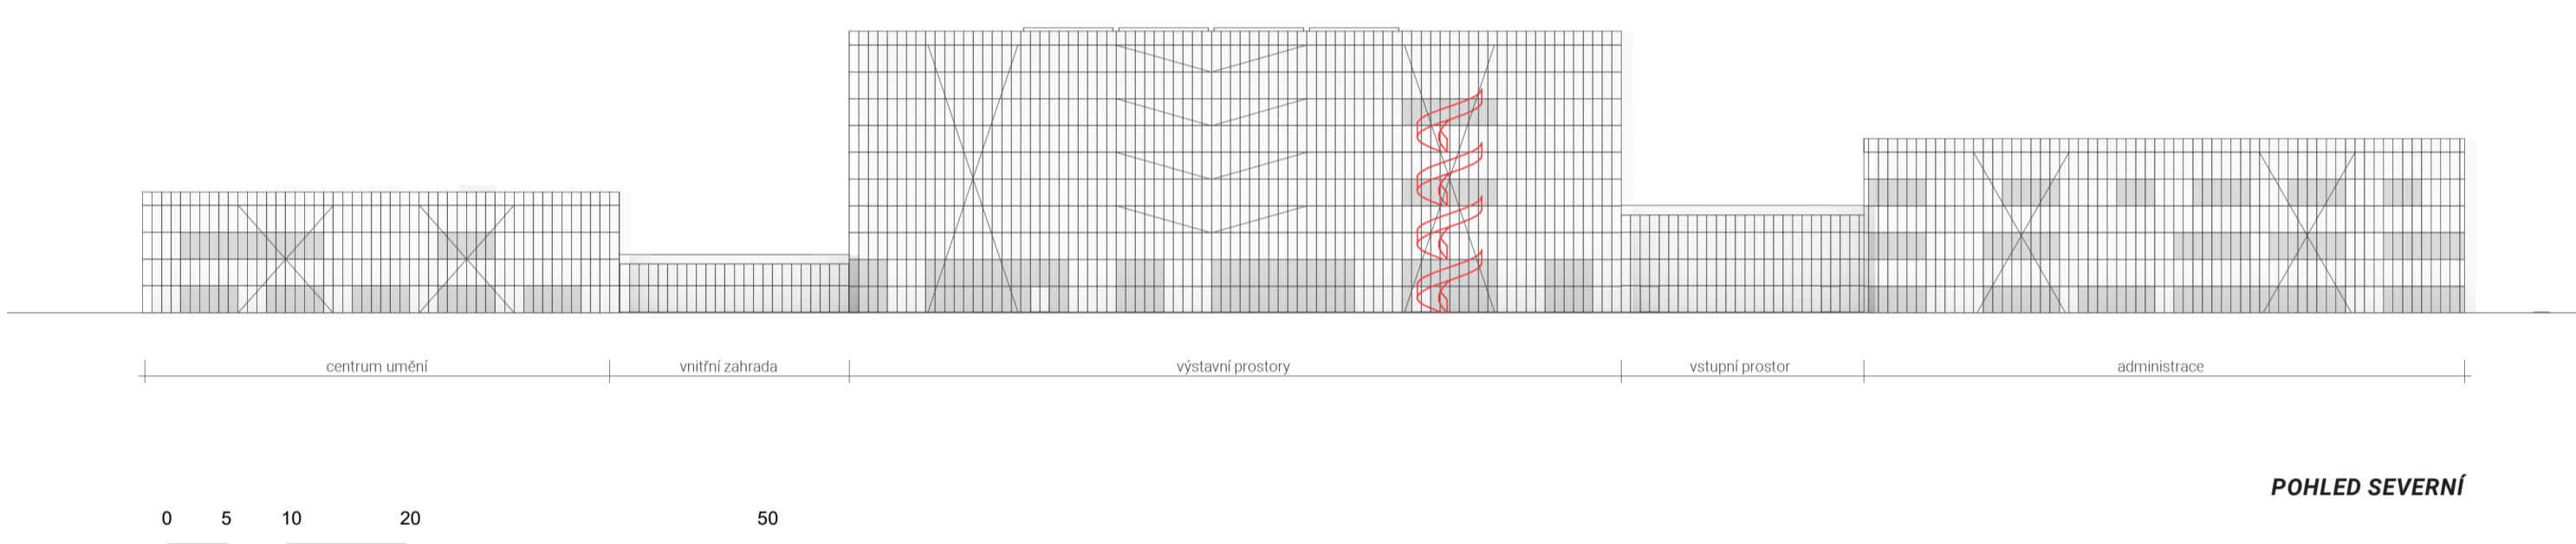 centrum umění vnitřní zahrada výstavní prostory vstupní prostor administrace
POHLED SEVERNÍ
0 5 10 20 50